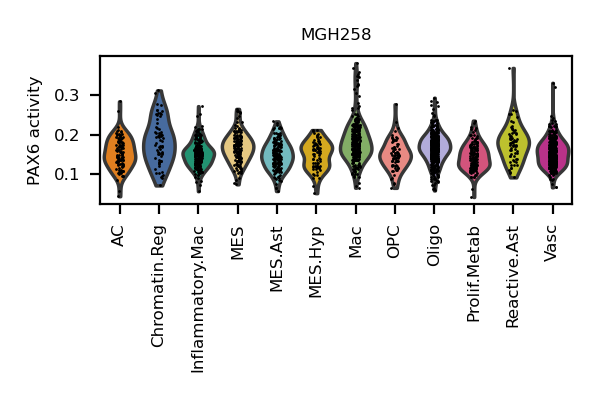 MGH258
PAX6 activity
0.3
0.2
0.1
AC
Chromatin.Reg
Inflammatory.Mac
MES
MES.Ast
MES.Hyp
Mac
OPC
Oligo
Prolif.Metab
Reactive.Ast
Vasc